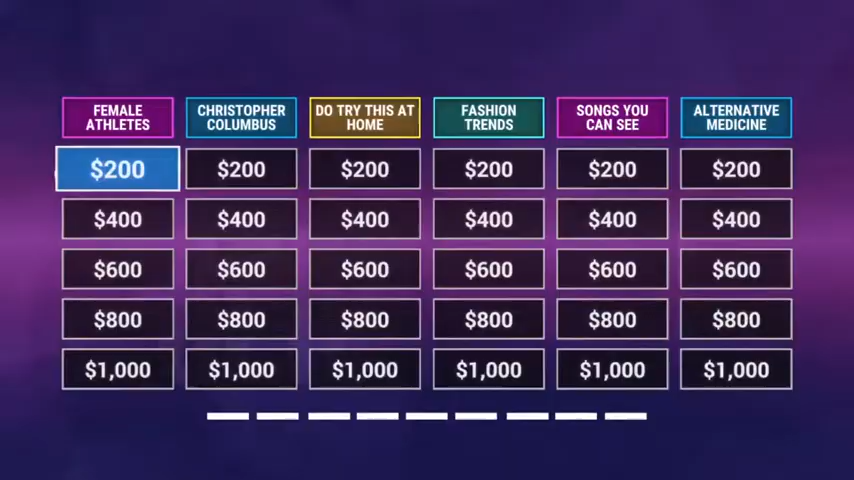 FEMALE
ATHLETES
CHRISTOPHER
COLUMBUS
DO TRY THIS AT
HOME
FASHION
TRENDS
SONGS YOU
CAN SEE
ALTERNATIVE
MEDICINE
$200 $200 $200 $200 $200 $200
$400 $400 $400 $400 $400 $400
$600 $600 $600 $600 $600 $600
$800 $800 $800 $800 $800 $800
$1,000 $1,000 $1,000 $1,000 $1,000 $1,000